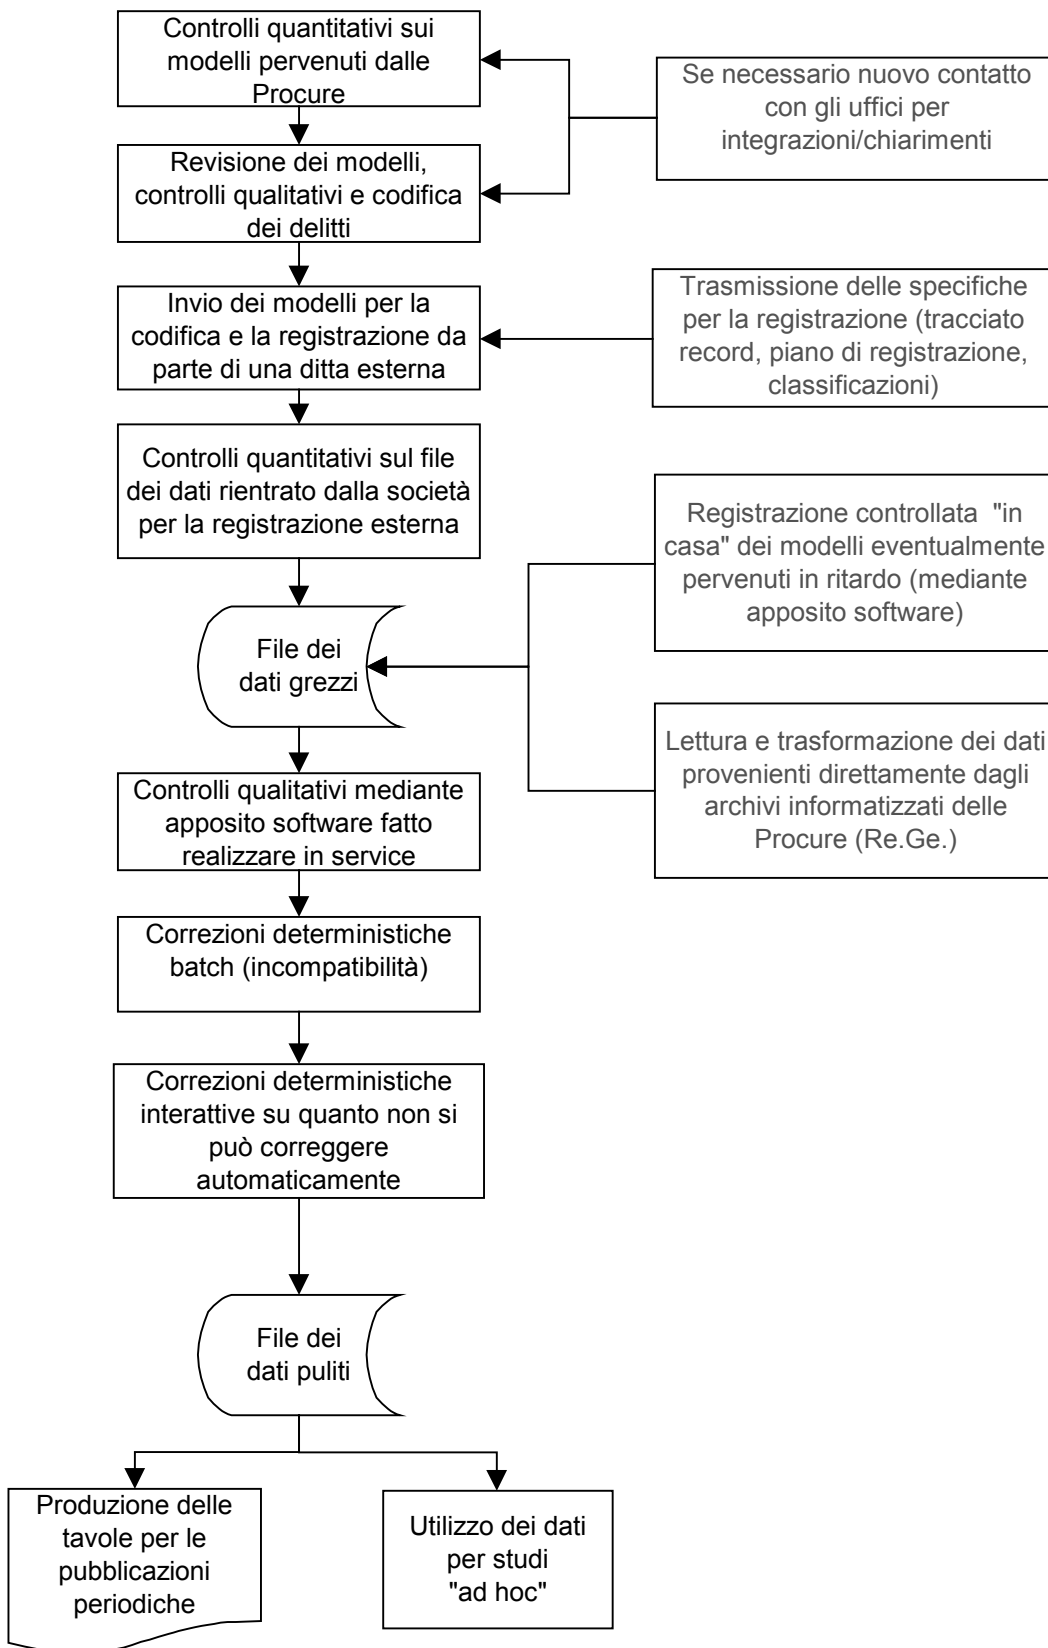 Controlli quantitativi sui
modelli pervenuti dalle
Procure
Se necessario nuovo contatto
con gli uffici per
integrazioni/chiarimenti
Revisione dei modelli,
controlli qualitativi e codifica
dei delitti
Invio dei modelli per la
codifica e la registrazione da
parte di una ditta esterna
Trasmissione delle specifiche
per la registrazione (tracciato
record, piano di registrazione,
classificazioni)
Controlli quantitativi sul file
dei dati rientrato dalla società
per la registrazione esterna
Registrazione controllata "in
casa" dei modelli eventualmente
pervenuti in ritardo (mediante
apposito software)
File dei
dati grezzi
Lettura e trasformazione dei dati
provenienti direttamente dagli
archivi informatizzati delle
Procure (Re.Ge.)
Controlli qualitativi mediante
apposito software fatto
realizzare in service
Correzioni deterministiche
batch (incompatibilità)
Correzioni deterministiche
interattive su quanto non si
può correggere
automaticamente
File dei
dati puliti
Produzione delle
tavole per le
pubblicazioni
periodiche
Utilizzo dei dati
per studi
"ad hoc"